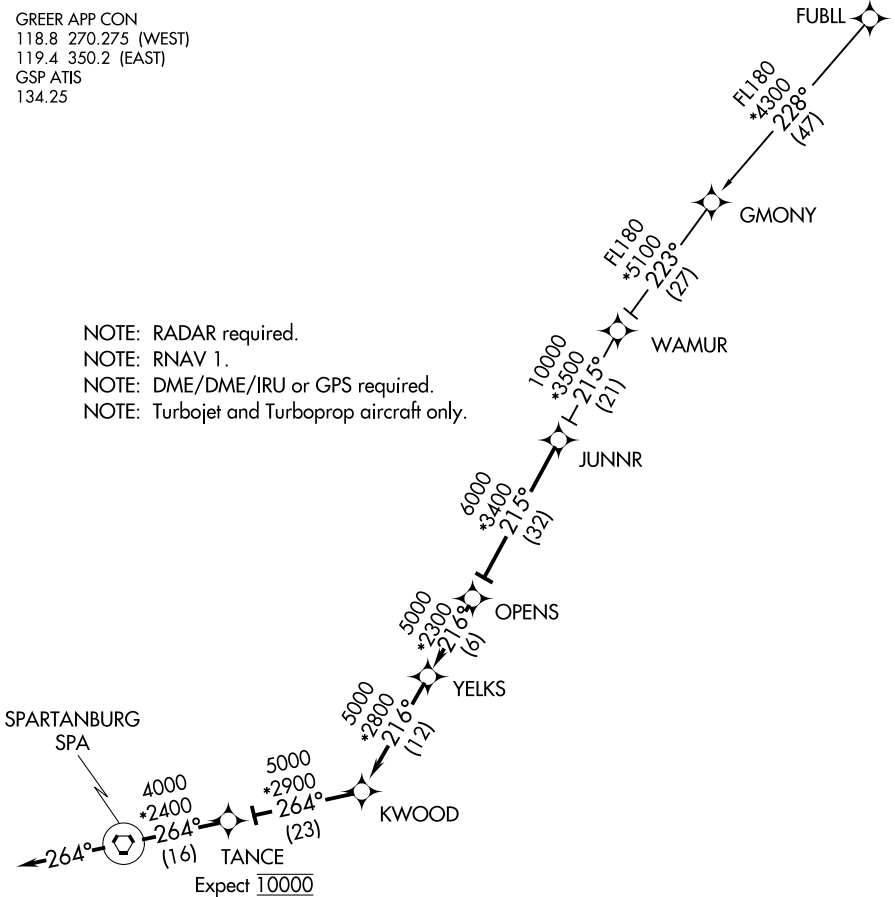 GREER APP CON
118.8 270.275 (WEST)
119.4 350.2 (EAST)
GSP ATIS
134.25
FUBLL
FL180
*4300
228°
(47)
GMONY
FL180
*5100
223°
(27)
WAMUR
NOTE: RADAR required.
NOTE: RNAV 1.
NOTE: DME/DME/IRU or GPS required.
NOTE: Turbojet and Turboprop aircraft only.
10000
*3500
215°
(21)
JUNNR
6000
*3400
215°
(32)
OPENS
5000
*2300
216°
(6)
YELKS
5000
*2800
216°
(12)
KWOOD
5000
*2900
264°
(23)
TANCE
Expect 10000
SPARTANBURG
SPA
4000
*2400
264°
(16)
264°